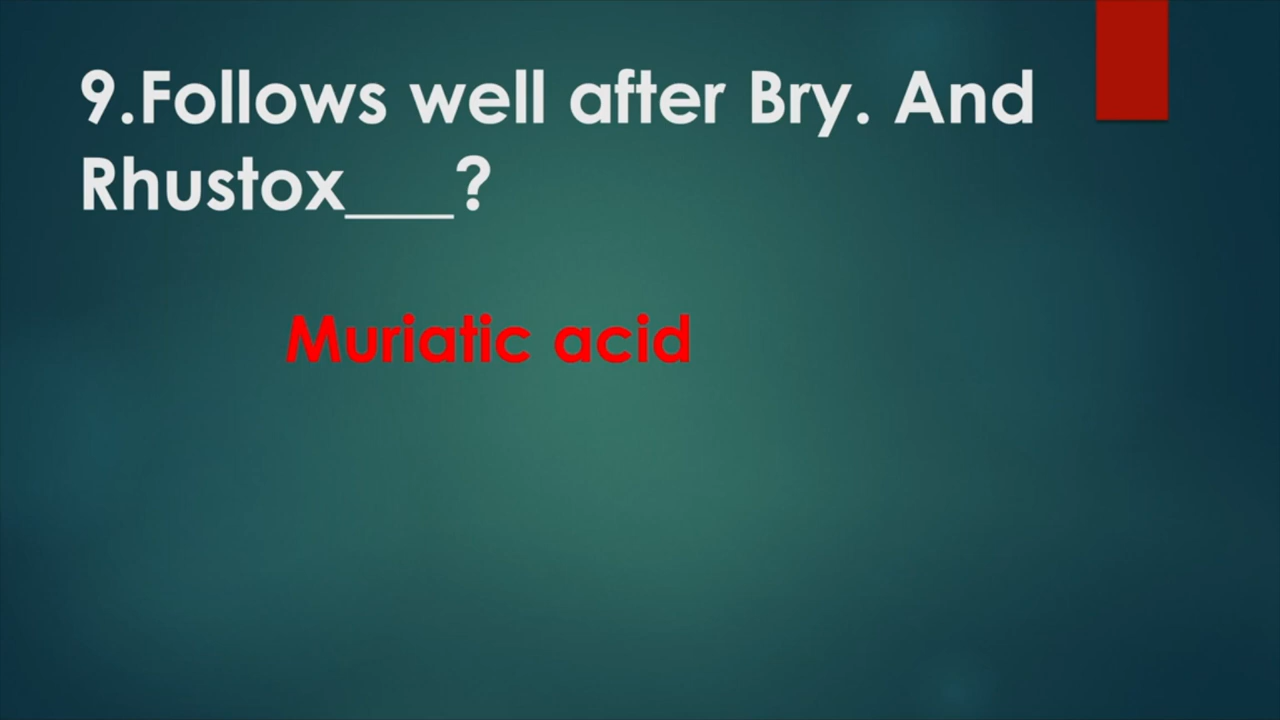 9.Follows well after Bry. And
Rhustox___?
Muriatic acid